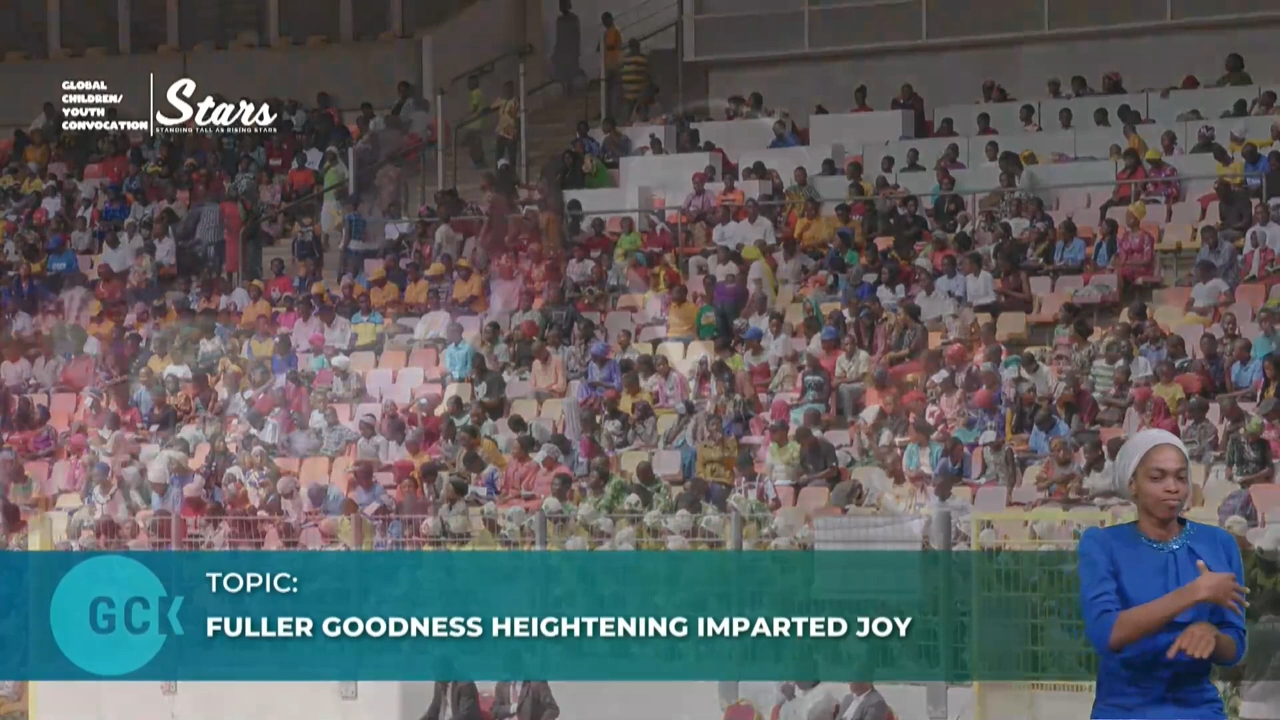 GLOBAL
CHILDREN/
YOUTH
CONVOCATION
Stars
STANDING TALL AS RISING STARS
GCK
TOPIC:
FULLER GOODNESS HEIGHTENING IMPARTED JOY